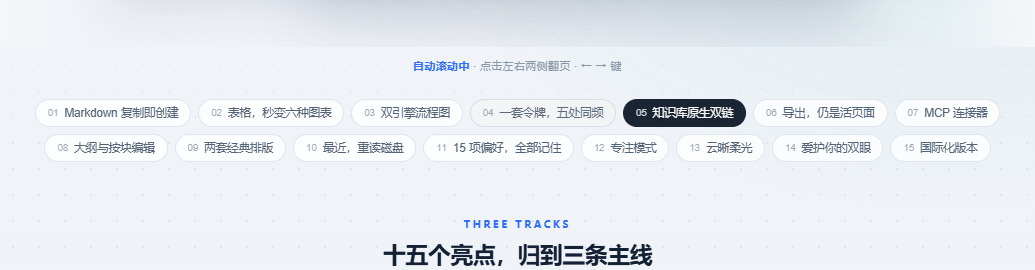 自动滚动中 · 点击左右两侧翻页 · ← → 键
01 Markdown 复制即创建 02 表格，秒变六种图表 03 双引擎流程图 04 一套令牌，五处同频 05 知识库原生双链 06 导出，仍是活页面 07 MCP 连接器
08 大纲与按块编辑 09 两套经典排版 10 最近，重读磁盘 11 15 项偏好，全部记住 12 专注模式 13 云晰柔光 14 爱护你的双眼 15 国际化版本
THREE TRACKS
十五个亮点，归到三条主线